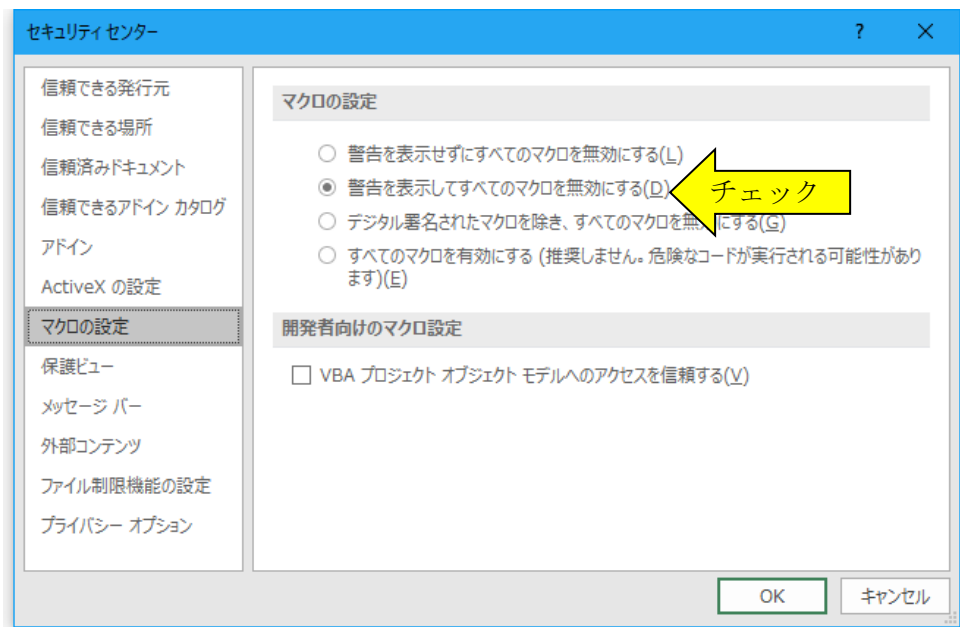 セキュリティ センター
?
信頼できる発行元
信頼できる場所
信頼済みドキュメント
信頼できるアドイン カタログ
アドイン
ActiveX の設定
マクロの設定
保護ビュー
メッセージ バー
外部コンテンツ
ファイル制限機能の設定
プライバシー オプション
マクロの設定
警告を表示せずにすべてのマクロを無効にする(L)
警告を表示してすべてのマクロを無効にする(D)
チェック
デジタル署名されたマクロを除き、すべてのマクロを無効にする(G)
すべてのマクロを有効にする (推奨しません。危険なコードが実行される可能性があり
ます)(E)
開発者向けのマクロ設定
VBA プロジェクト オブジェクト モデルへのアクセスを信頼する(V)
OK
キャンセル